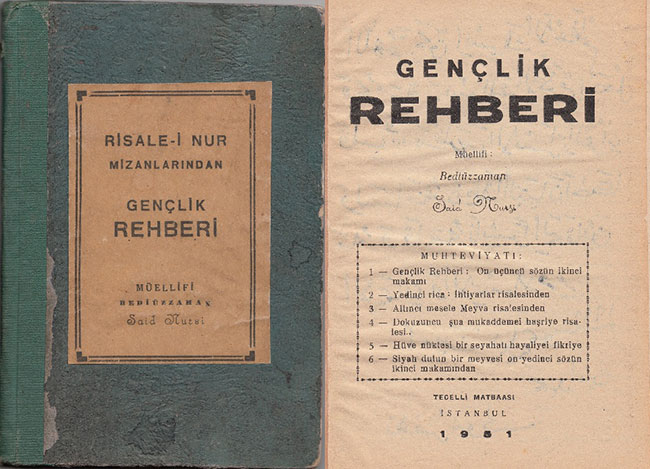 RİSALE-İ NUR
MİZANLARINDAN
GENÇLİK
REHBERİ
MÜELLİFİ
BEDİÜZZAMAN
Said Nursi
GENÇLİK
REHBERİ
Müellifi :
Bediüzzaman
Said Nursi
MUHTEVİYATI:
1 — Gençlik Rehberi : On üçüncü sözün ikinci
makamı
2 — Yedinci rica : İhtiyarlar risalesinden
3 — Altıncı mesele Meyva risalesinden
4 — Dokuzuncu şua mukaddemei haşriye risa-
lesi..
5 — Hüve nüktesi bir seyahatı hayaliyei fikriye
6 — Siyah dutun bir meyvesi on yedinci sözün
ikinci makamından
TECELLİ MATBAASI
İSTANBUL
1951